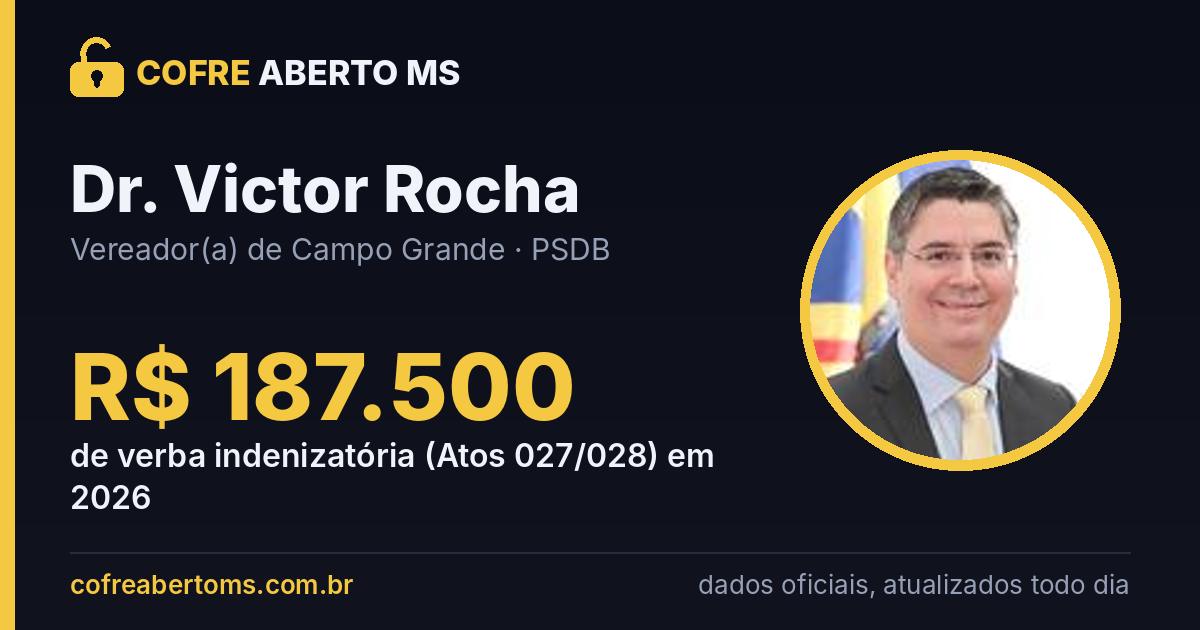 COFRE ABERTO MS
Dr. Victor Rocha
Vereador(a) de Campo Grande · PSDB
R$ 187.500
de verba indenizatória (Atos 027/028) em
2026
cofreabertoms.com.br
dados oficiais, atualizados todo dia